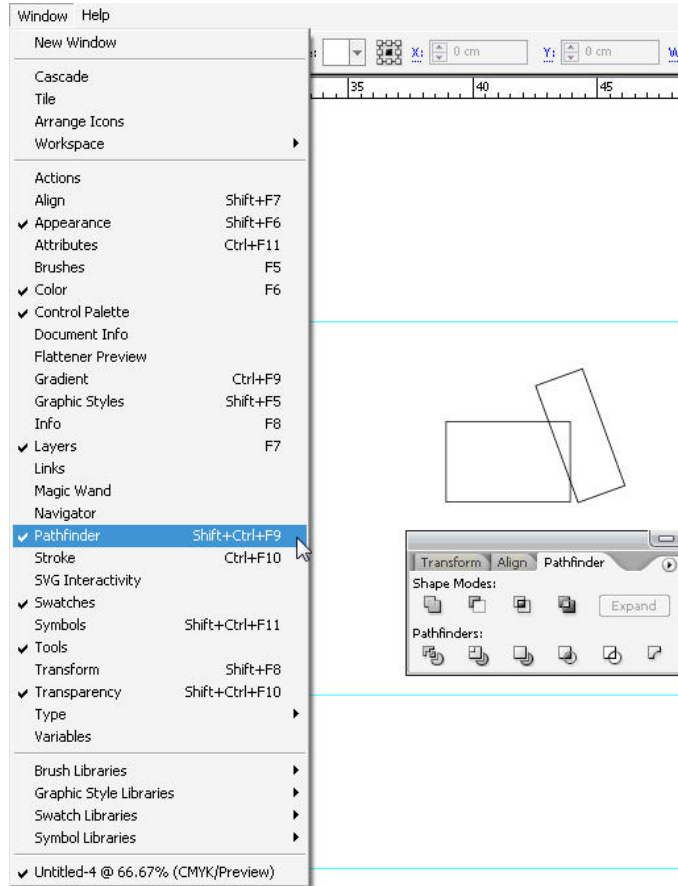 Window Help
New Window
X: 0 cm Y: 0 cm W
Cascade
35 40 45
Tile
Arrange Icons
Workspace
Actions
Align Shift+F7
Appearance Shift+F6
Attributes Ctrl+F11
Brushes F5
Color F6
Control Palette
Document Info
Flattener Preview
Gradient Ctrl+F9
Graphic Styles Shift+F5
Info F8
Layers F7
Links
Magic Wand
Navigator
Pathfinder Shift+Ctrl+F9
Stroke Ctrl+F10
SVG Interactivity
Swatches
Symbols Shift+Ctrl+F11
Tools
Transform Shift+F8
Transparency Shift+Ctrl+F10
Type
Variables
Brush Libraries
Graphic Style Libraries
Swatch Libraries
Symbol Libraries
Untitled-4 @ 66.67% (CMYK/Preview)
Transform Align Pathfinder
Shape Modes:
Expand
Pathfinders: